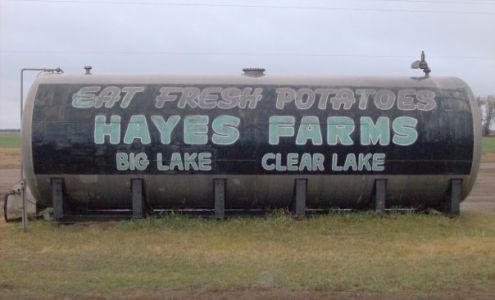 EAT FRESH POTATOES
HAYES FARMS
BIG LAKE CLEAR LAKE